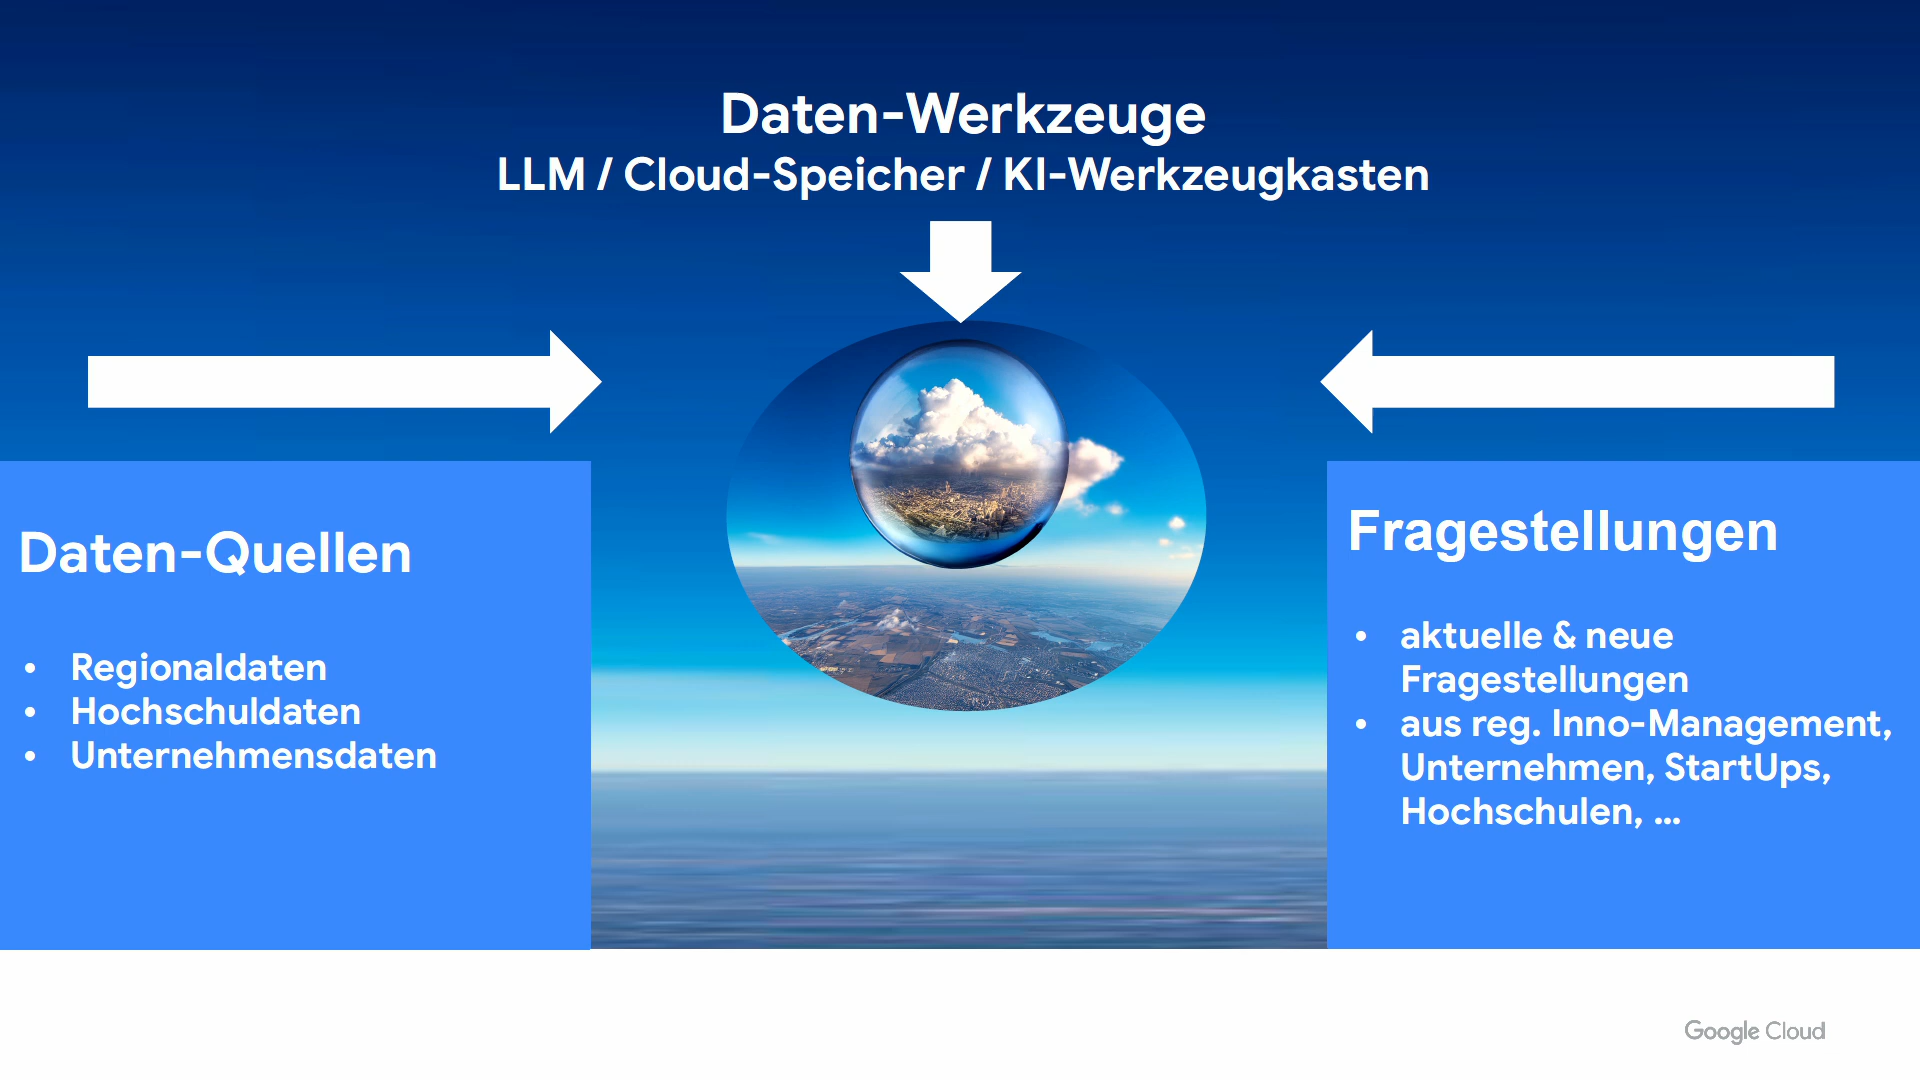 Daten-Werkzeuge
LLM / Cloud-Speicher / KI-Werkzeugkasten
Daten-Quellen
• Regionaldaten
• Hochschuldaten
• Unternehmensdaten
Fragestellungen
• aktuelle & neue
Fragestellungen
• aus reg. Inno-Management,
Unternehmen, StartUps,
Hochschulen, ...
Google Cloud